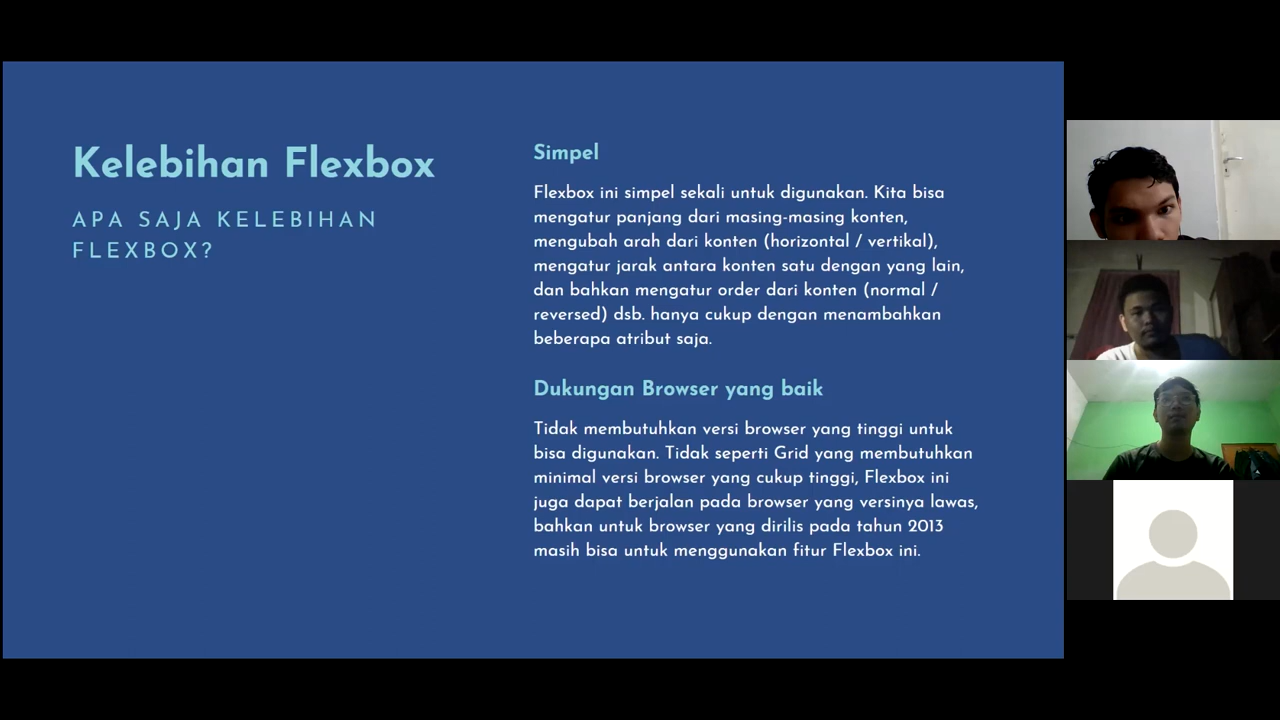 Kelebihan Flexbox
APA SAJA KELEBIHAN
FLEXBOX?
Simpel
Flexbox ini simpel sekali untuk digunakan. Kita bisa
mengatur panjang dari masing-masing konten,
mengubah arah dari konten (horizontal / vertikal),
mengatur jarak antara konten satu dengan yang lain,
dan bahkan mengatur order dari konten (normal /
reversed) dsb. hanya cukup dengan menambahkan
beberapa atribut saja.
Dukungan Browser yang baik
Tidak membutuhkan versi browser yang tinggi untuk
bisa digunakan. Tidak seperti Grid yang membutuhkan
minimal versi browser yang cukup tinggi, Flexbox ini
juga dapat berjalan pada browser yang versinya lawas,
bahkan untuk browser yang dirilis pada tahun 2013
masih bisa untuk menggunakan fitur Flexbox ini.